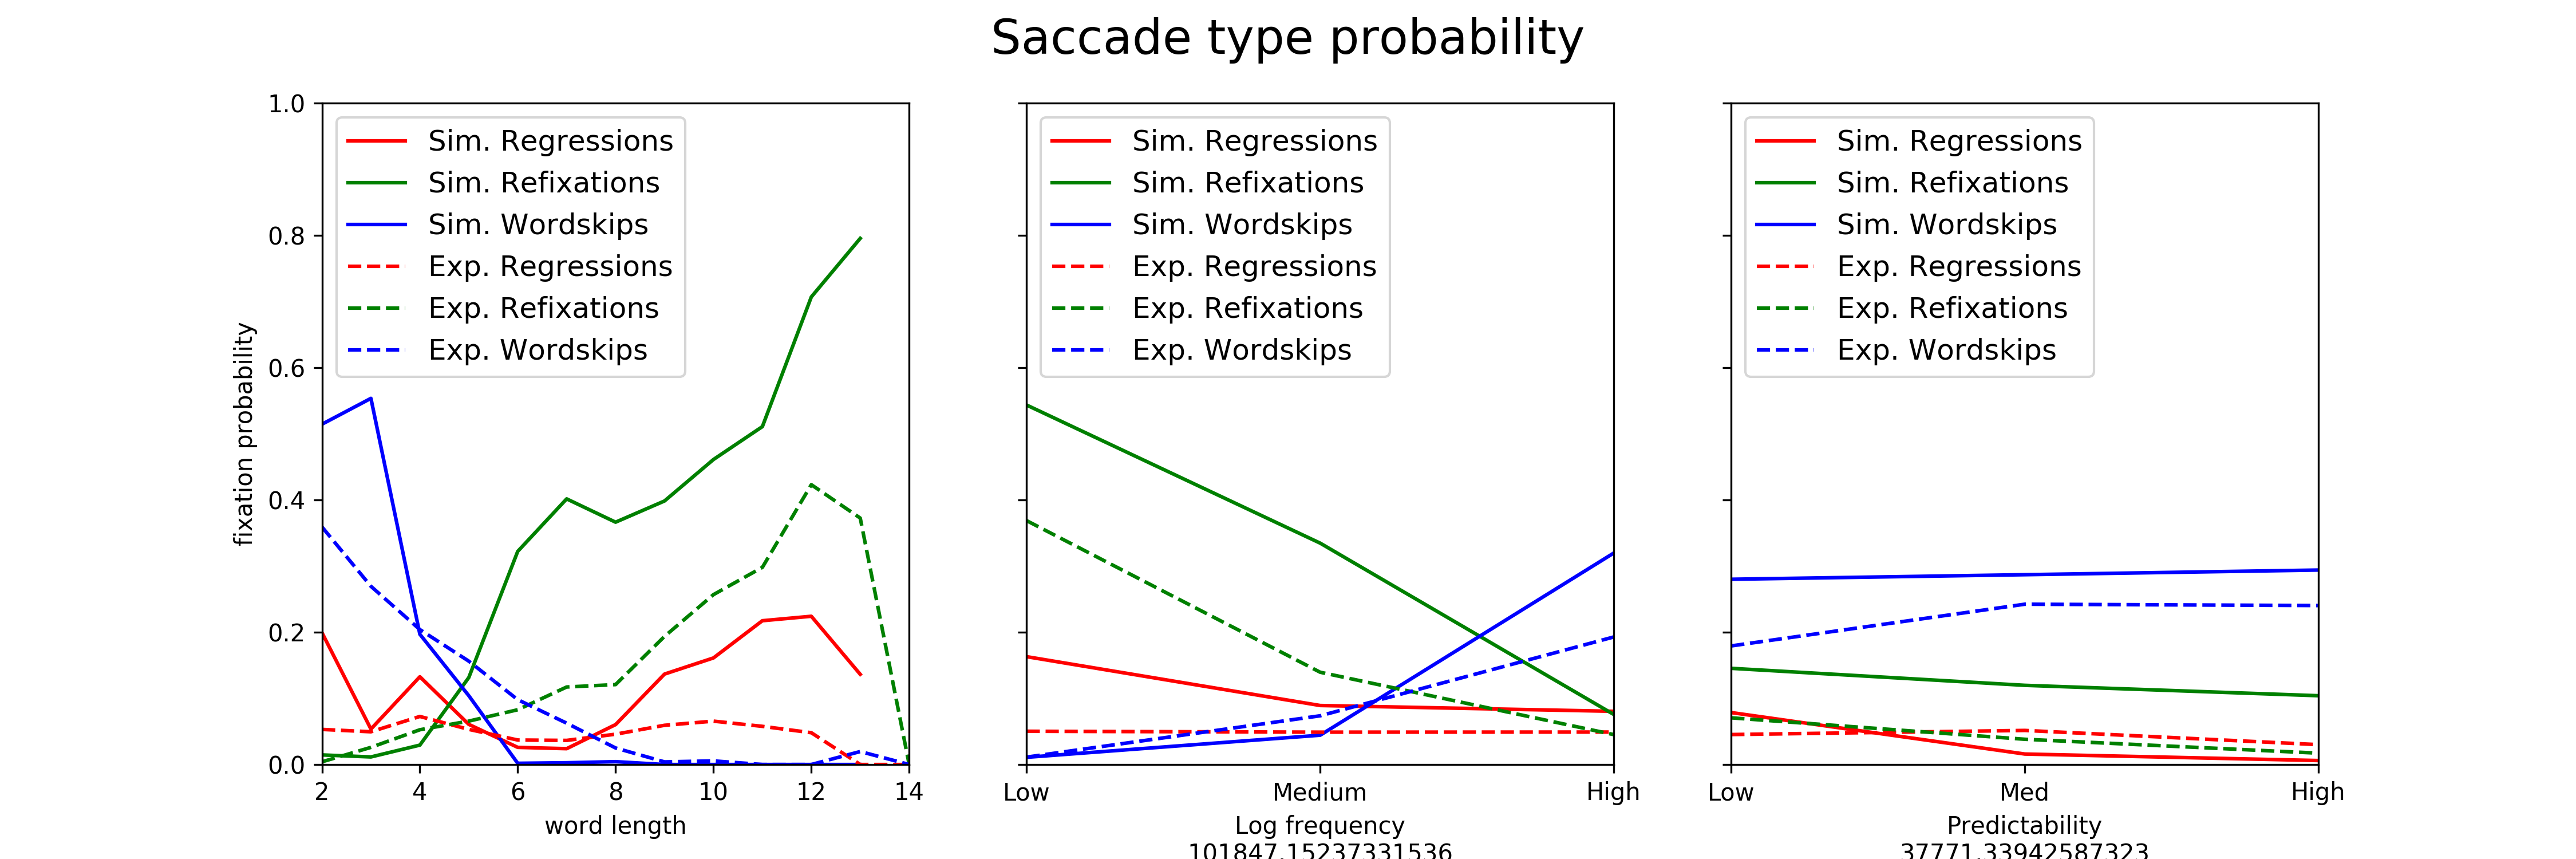 Saccade type probability
fixation probability
1.0
0.8
0.6
0.4
0.2
0.0
Sim. Regressions
Sim. Refixations
Sim. Wordskips
Exp. Regressions
Exp. Refixations
Exp. Wordskips
2 4 6 8 10 12 14
word length
Sim. Regressions
Sim. Refixations
Sim. Wordskips
Exp. Regressions
Exp. Refixations
Exp. Wordskips
Low Medium High
Log frequency
101847.15237331536
Sim. Regressions
Sim. Refixations
Sim. Wordskips
Exp. Regressions
Exp. Refixations
Exp. Wordskips
Low Med High
Predictability
37771.33942587323